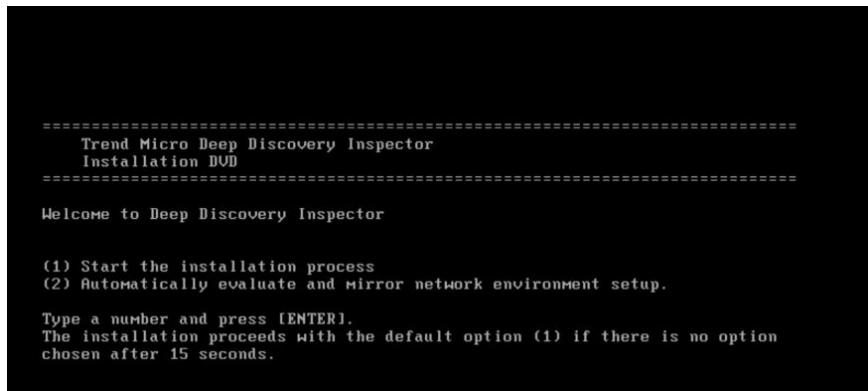 ===========================================================================
Trend Micro Deep Discovery Inspector
Installation DVD
===========================================================================
Welcome to Deep Discovery Inspector
(1) Start the installation process
(2) Automatically evaluate and mirror network environment setup.
Type a number and press [ENTER].
The installation proceeds with the default option (1) if there is no option
chosen after 15 seconds.